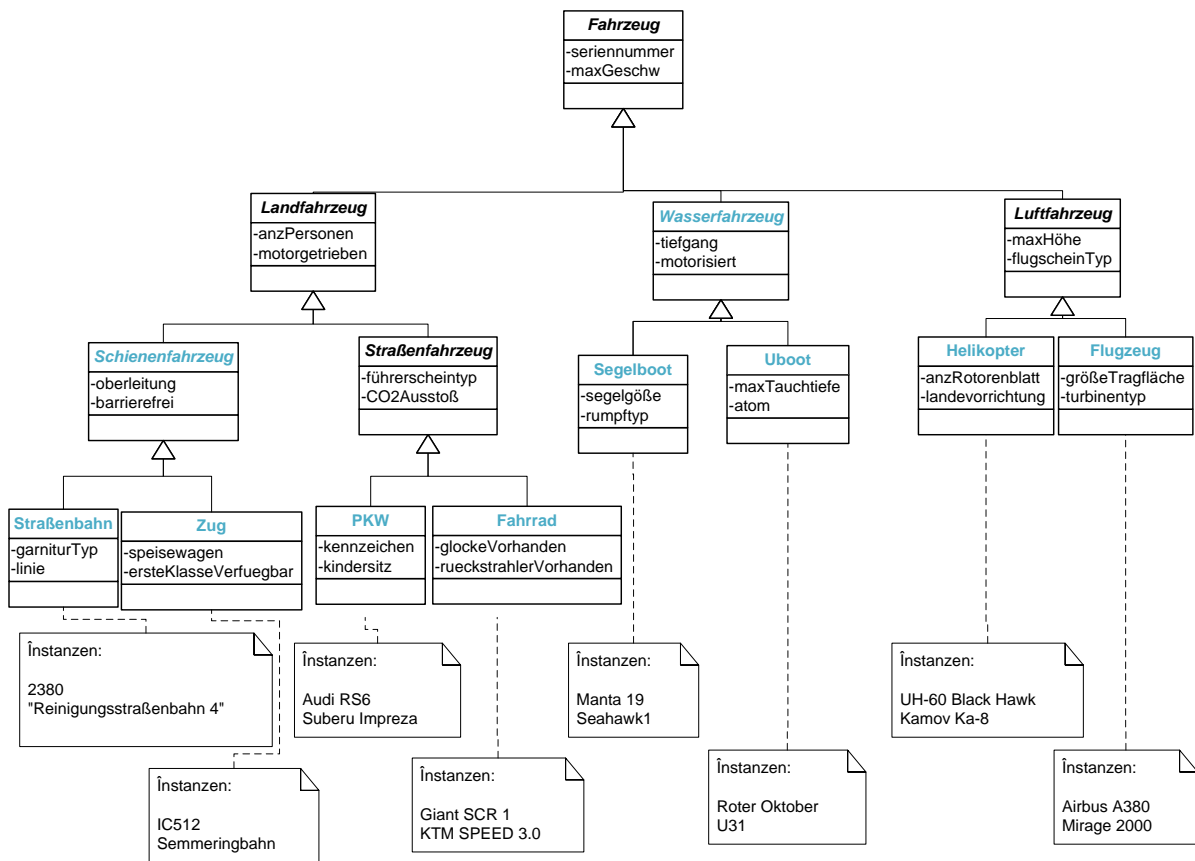 Fahrzeug
-seriennummer
-maxGeschw
Landfahrzeug
-anzPersonen
-motorgetrieben
Wasserfahrzeug
-tiefgang
-motorisiert
Luftfahrzeug
-maxHöhe
-flugscheinTyp
Schienenfahrzeug
-oberleitung
-barrierefrei
Straßenfahrzeug
-führerscheintyp
-CO2Ausstoß
Segelboot
-segelgöße
-rumpftyp
Uboot
-maxTauchtiefe
-atom
Helikopter
-anzRotorenblatt
-landevorrichtung
Flugzeug
-größeTragfläche
-turbinentyp
Straßenbahn
-garniturTyp
-linie
Zug
-speisewagen
-ersteKlasseVerfuegbar
PKW
-kennzeichen
-kindersitz
Fahrrad
-glockeVorhanden
-rueckstrahlerVorhanden
Înstanzen:
2380
"Reinigungsstraßenbahn 4"
Înstanzen:
Audi RS6
Suberu Impreza
Înstanzen:
Manta 19
Seahawk1
Înstanzen:
UH-60 Black Hawk
Kamov Ka-8
Înstanzen:
IC512
Semmeringbahn
Înstanzen:
Giant SCR 1
KTM SPEED 3.0
Înstanzen:
Roter Oktober
U31
Înstanzen:
Airbus A380
Mirage 2000